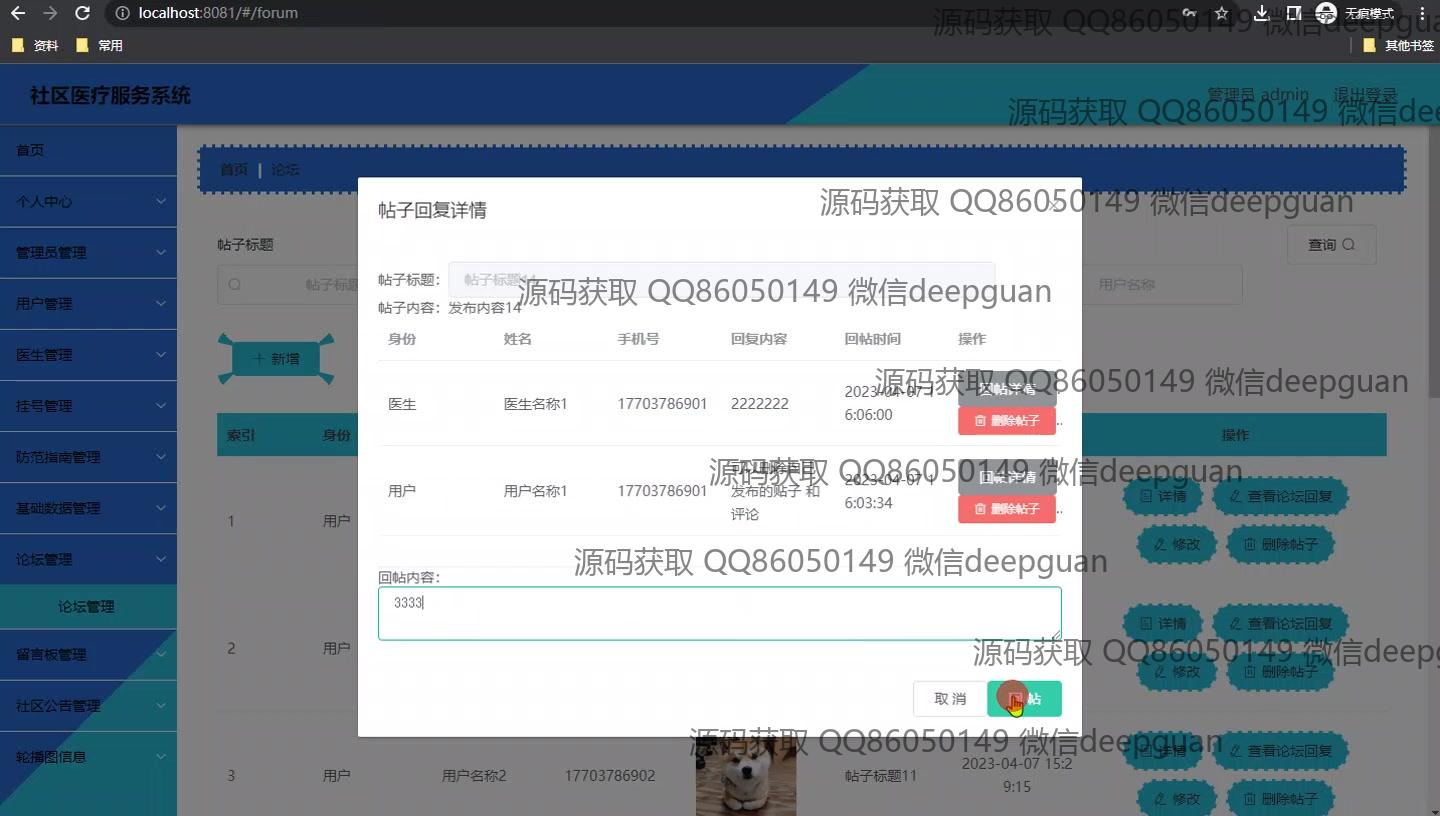 localhost:8081/#/forum
无痕模式
资料 常用 其他书签
源码获取 QQ86050149 微信deepguan
社区医疗服务系统
管理员 admin 退出登录
源码获取 QQ86050149 微信dee
首页
个人中心
管理员管理
用户管理
医生管理
挂号管理
防范指南管理
基础数据管理
论坛管理
论坛管理
留言板管理
社区公告管理
轮播图信息
首页 论坛
帖子标题
帖子标题
用户名称
查询
+ 新增
索引 身份 操作
1 用户
详情 查看论坛回复
修改 删除帖子
2 用户
详情 查看论坛回复
修改 删除帖子
3 用户 用户名称2 17703786902 帖子标题11 2023-04-07 15:2
9:15
详情 查看论坛回复
修改 删除帖子
帖子回复详情
源码获取 QQ86050149 微信deepguan
帖子标题: 帖子标题14
源码获取 QQ86050149 微信deepguan
帖子内容: 发布内容14
身份 姓名 手机号 回复内容 回帖时间 操作
源码获取 QQ86050149 微信deepguan
医生 医生名称1 17703786901 2222222 2023-04-07 1
6:06:00
回帖详情
删除帖子
..
源码获取 QQ86050149 微信deepguan
用户 用户名称1 17703786901
发布的贴子 和
评论
2023-04-07 1
6:03:34
回帖详情
删除帖子
..
源码获取 QQ86050149 微信deepguan
回帖内容:
3333
源码获取 QQ86050149 微信deepg
取 消
帖
源码获取 QQ86050149 微信deepguan